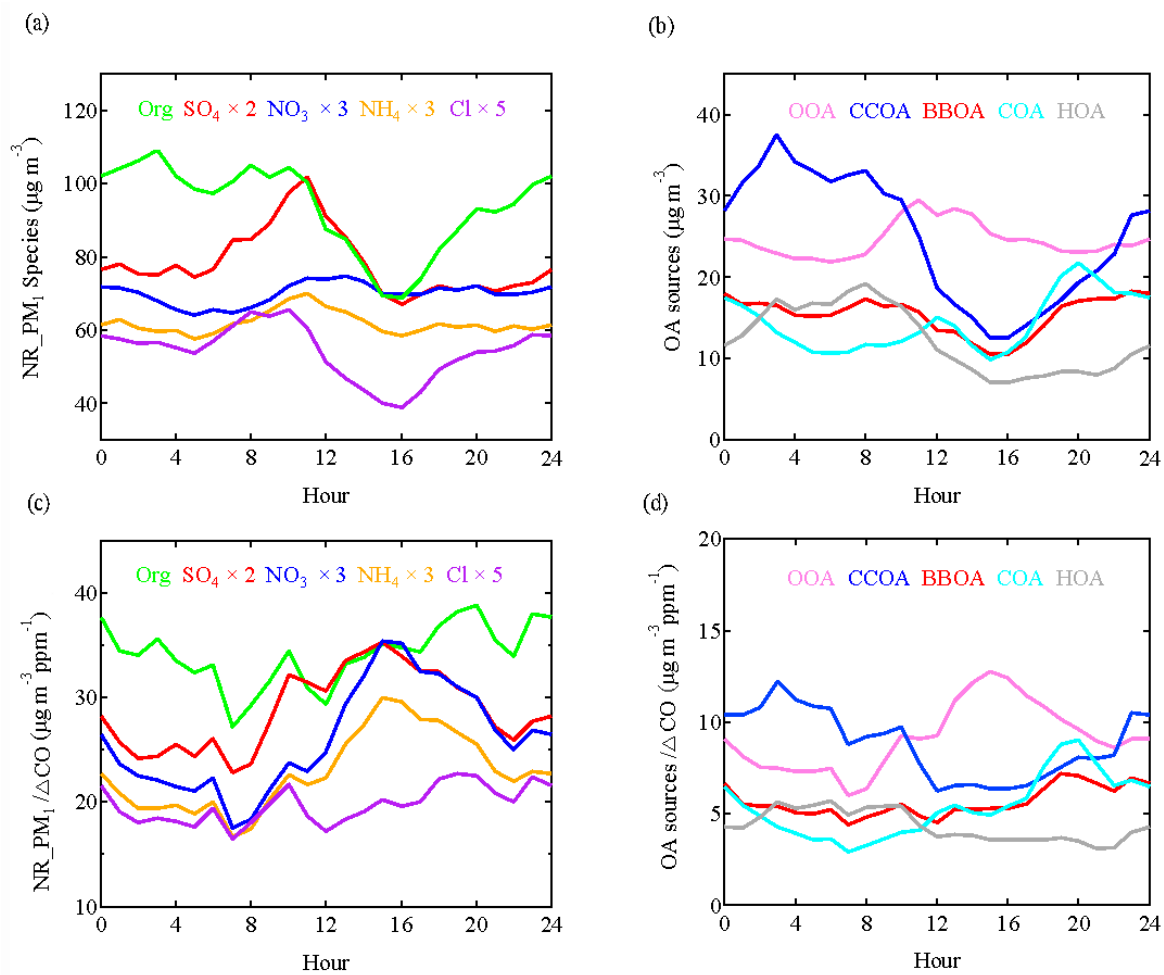 (a)
Org SO₄ × 2 NO₃ × 3 NH₄ × 3 Cl × 5
NR_PM₁ Species (μg m⁻³)
120
100
80
60
40
0 4 8 12 16 20 24
Hour
(b)
OOA CCOA BBOA COA HOA
OA sources (μg m⁻³)
40
30
20
10
0
0 4 8 12 16 20 24
Hour
(c)
Org SO₄ × 2 NO₃ × 3 NH₄ × 3 Cl × 5
NR_PM₁ /△CO (μg m⁻³ ppm⁻¹)
40
30
20
10
0 4 8 12 16 20 24
Hour
(d)
OOA CCOA BBOA COA HOA
OA sources /△CO (μg m⁻³ ppm⁻¹)
20
15
10
5
0
0 4 8 12 16 20 24
Hour